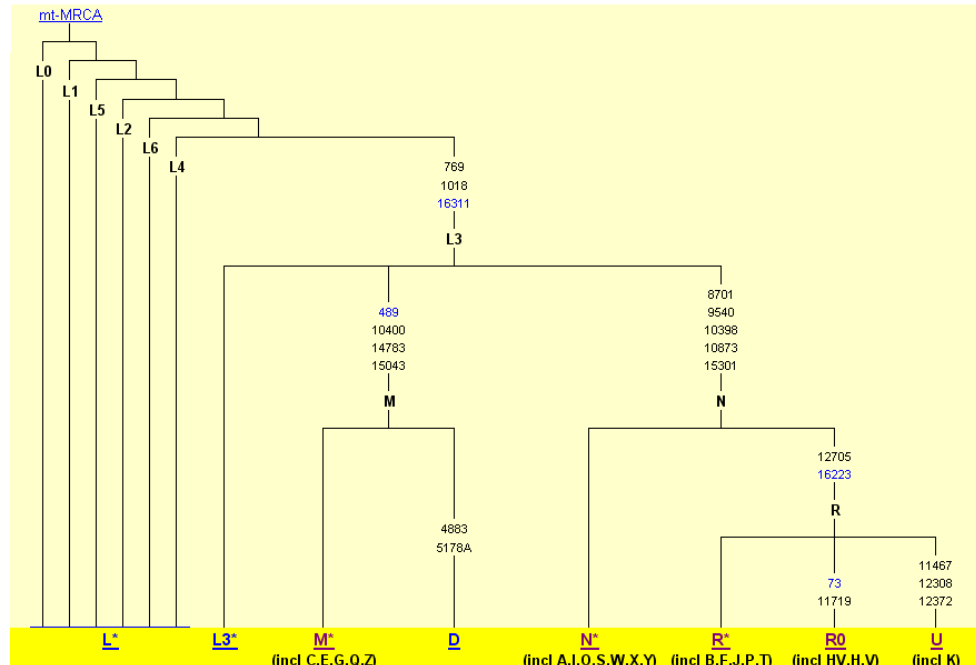 mt-MRCA
L0
L1
L5
L2
L6
L4
769
1018
16311
L3
489
10400
14783
15043
M
8701
9540
10398
10873
15301
N
12705
16223
R
4883
5178A
73
11719
11467
12308
12372
L* L3* M* D N* R* R0 U
(incl C,E,G,Q,Z) (incl A,I,O,S,W,X,Y) (incl B,F,J,P,T) (incl HV,H,V) (incl K)